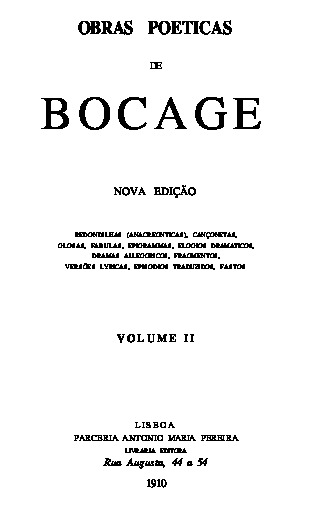 OBRAS POETICAS
DE
BOCAGE
NOVA EDIÇÃO
REDONDILHAS (ANACREONTICAS), CANÇONETAS,
GLOSAS, FABULAS, EPIGRAMMAS, ELOGIOS DRAMATICOS,
DRAMAS ALLEGORICOS, FRAGMENTOS,
VERSÕES LYRICAS, EPISODIOS TRADUZIDOS, FASTOS
VOLUME II
LISBOA
PARCERIA ANTONIO MARIA PEREIRA
LIVRARIA EDITORA
Rua Augusta, 44 a 54
1910